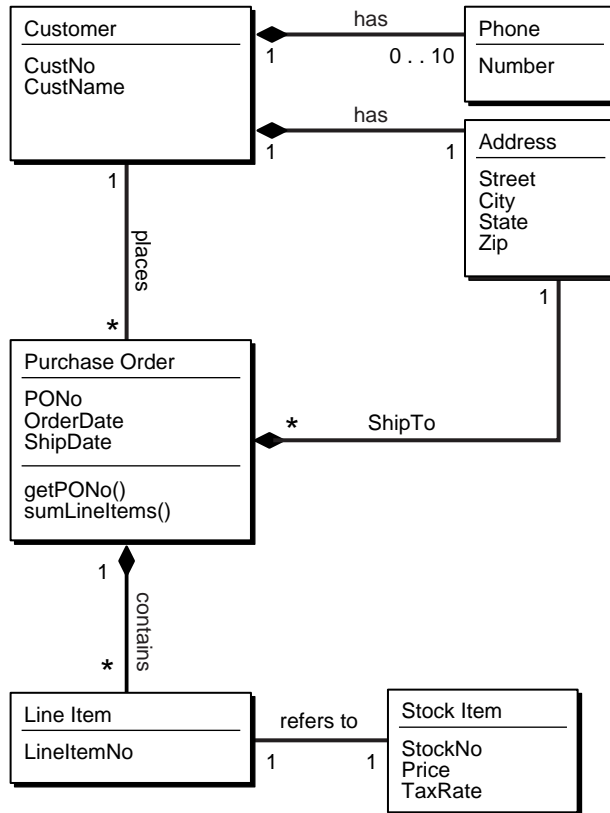 Customer
CustNo
CustName
has
1
0 . . 10
Phone
Number
has
1
1
Address
Street
City
State
Zip
1
places
*
1
Purchase Order
PONo
OrderDate
ShipDate
getPONo()
sumLineItems()
*
ShipTo
1
contains
*
Line Item
LineItemNo
refers to
1
1
Stock Item
StockNo
Price
TaxRate